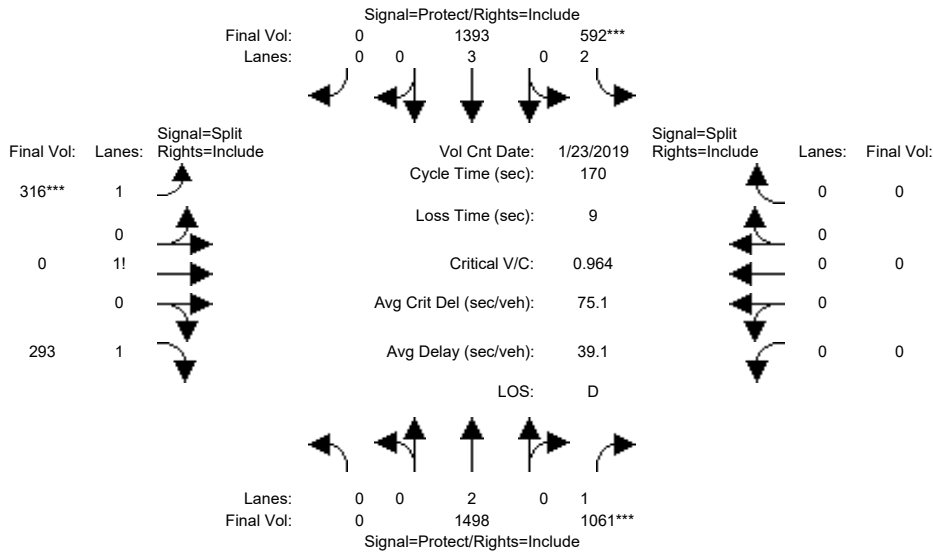 Signal=Protect/Rights=Include
Final Vol: 0 1393 592***
Lanes: 0 0 3 0 2
Signal=Split
Final Vol: Lanes: Rights=Include
Vol Cnt Date: 1/23/2019
Signal=Split
Rights=Include Lanes: Final Vol:
Cycle Time (sec): 170
316*** 1
0 0
Loss Time (sec): 9
0
0
0 1!
Critical V/C: 0.964
0 0
0
Avg Crit Del (sec/veh): 75.1
0
293 1
Avg Delay (sec/veh): 39.1
0 0
LOS: D
Lanes: 0 0 2 0 1
Final Vol: 0 1498 1061***
Signal=Protect/Rights=Include